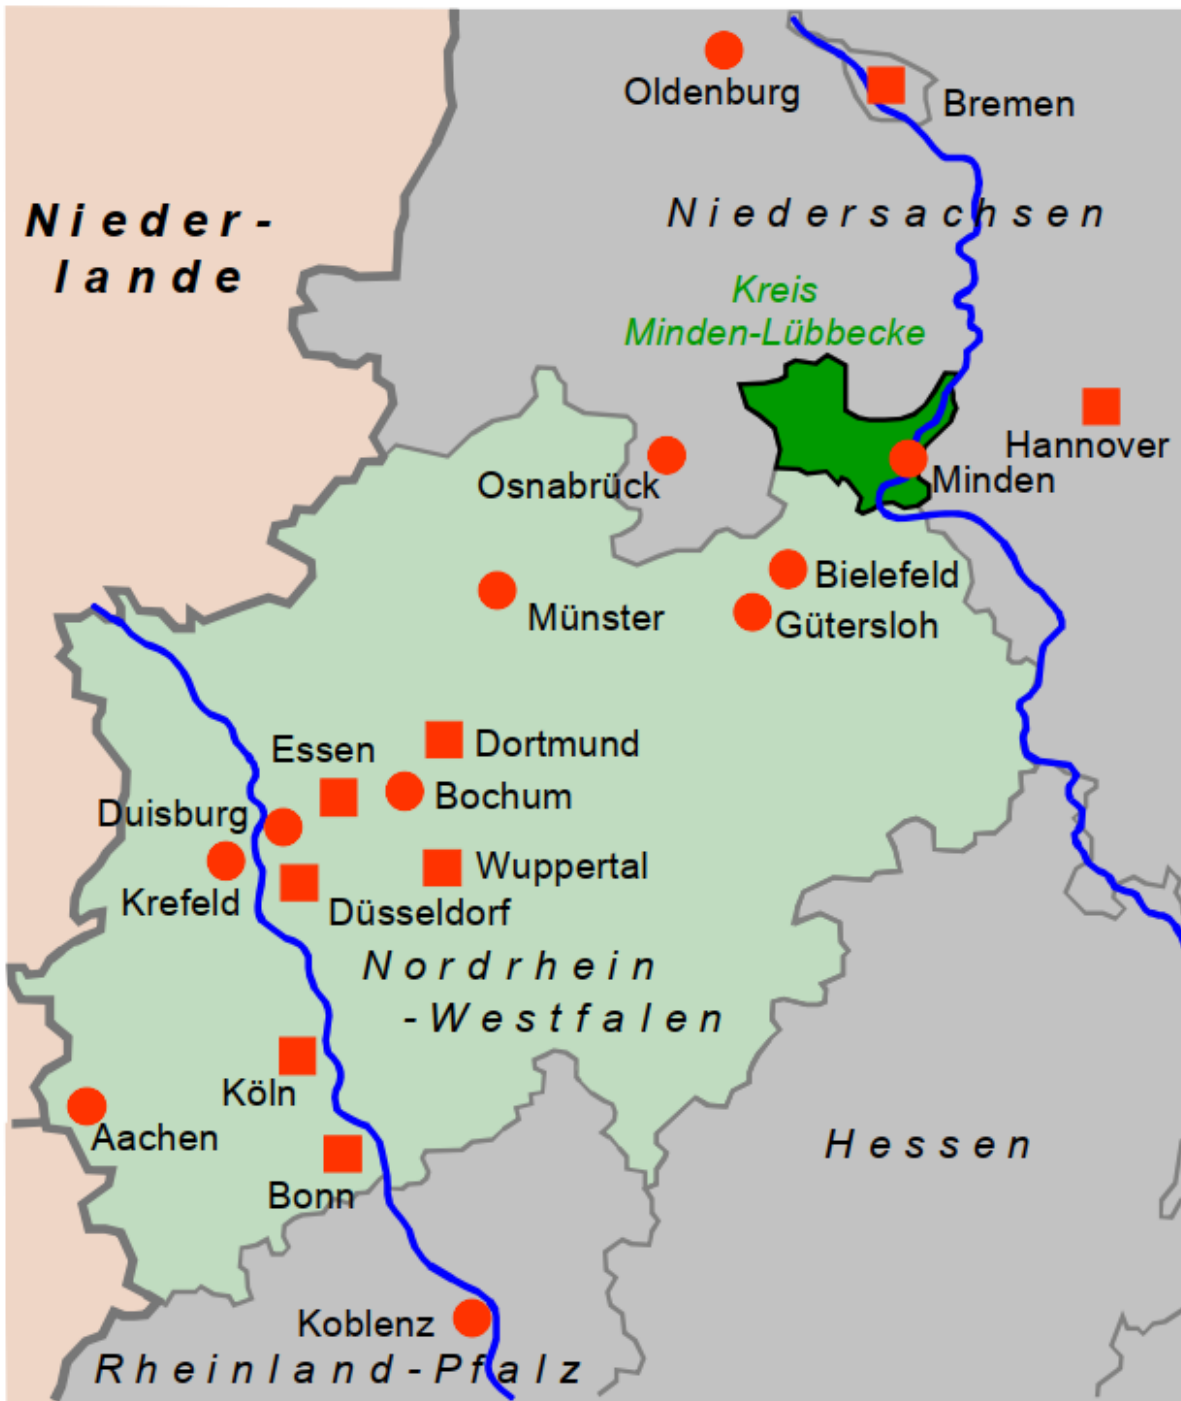 Oldenburg
Bremen
Nieder-
lande
Niedersachsen
Kreis
Minden-Lübbecke
Hannover
Osnabrück
Minden
Bielefeld
Münster
Gütersloh
Essen
Dortmund
Duisburg
Bochum
Krefeld
Wuppertal
Düsseldorf
Nordrhein
-Westfalen
Köln
Aachen
Hessen
Bonn
Koblenz
Rheinland-Pfalz